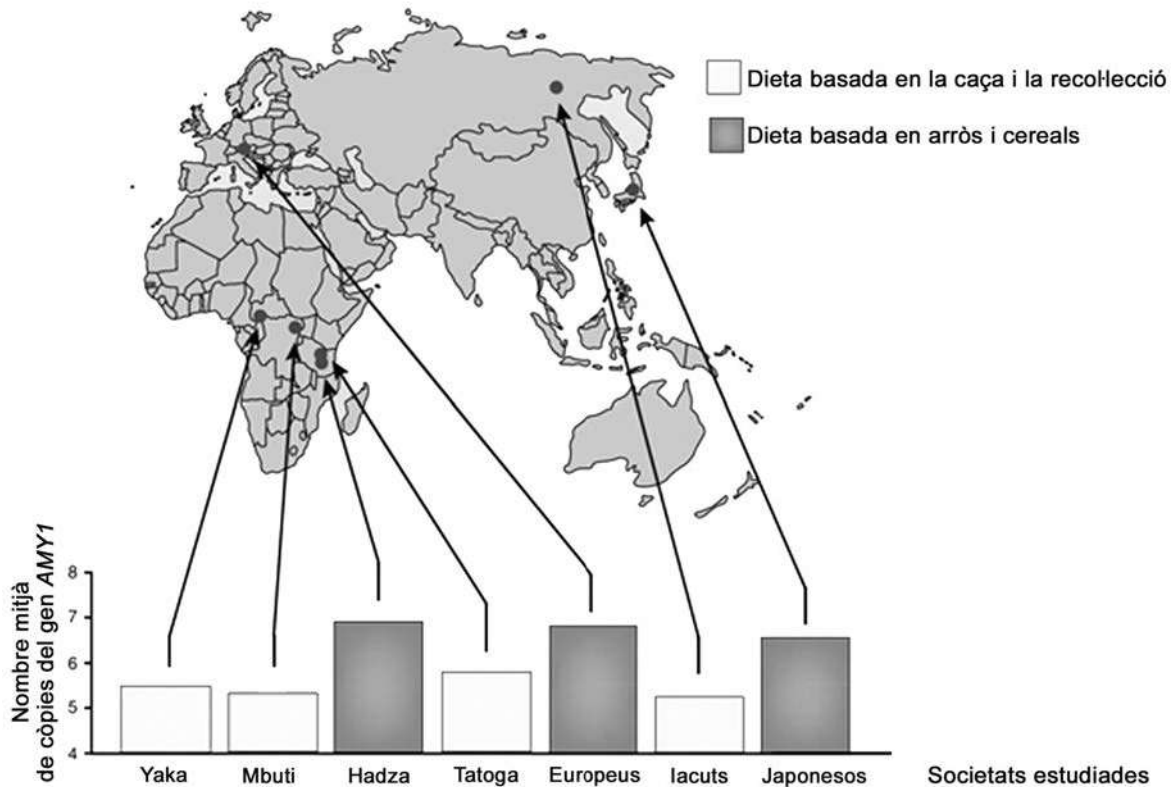 Dieta basada en la caça i la recol·lecció
Dieta basada en arròs i cereals
Nombre mitjà
de còpies del gen AMY1
8
7
6
5
4
Yaka
Mbuti
Hadza
Tatoga
Europeus
Iacuts
Japonesos
Societats estudiades